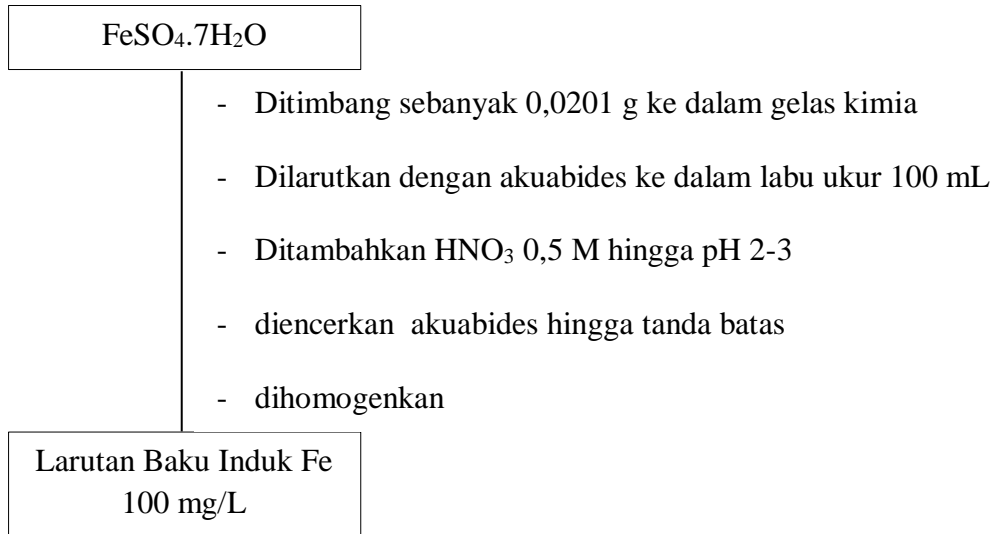 FeSO₄.7H₂O
- Ditimbang sebanyak 0,0201 g ke dalam gelas kimia
- Dilarutkan dengan akuabides ke dalam labu ukur 100 mL
- Ditambahkan HNO₃ 0,5 M hingga pH 2-3
- diencerkan akuabides hingga tanda batas
- dihomogenkan
Larutan Baku Induk Fe
100 mg/L